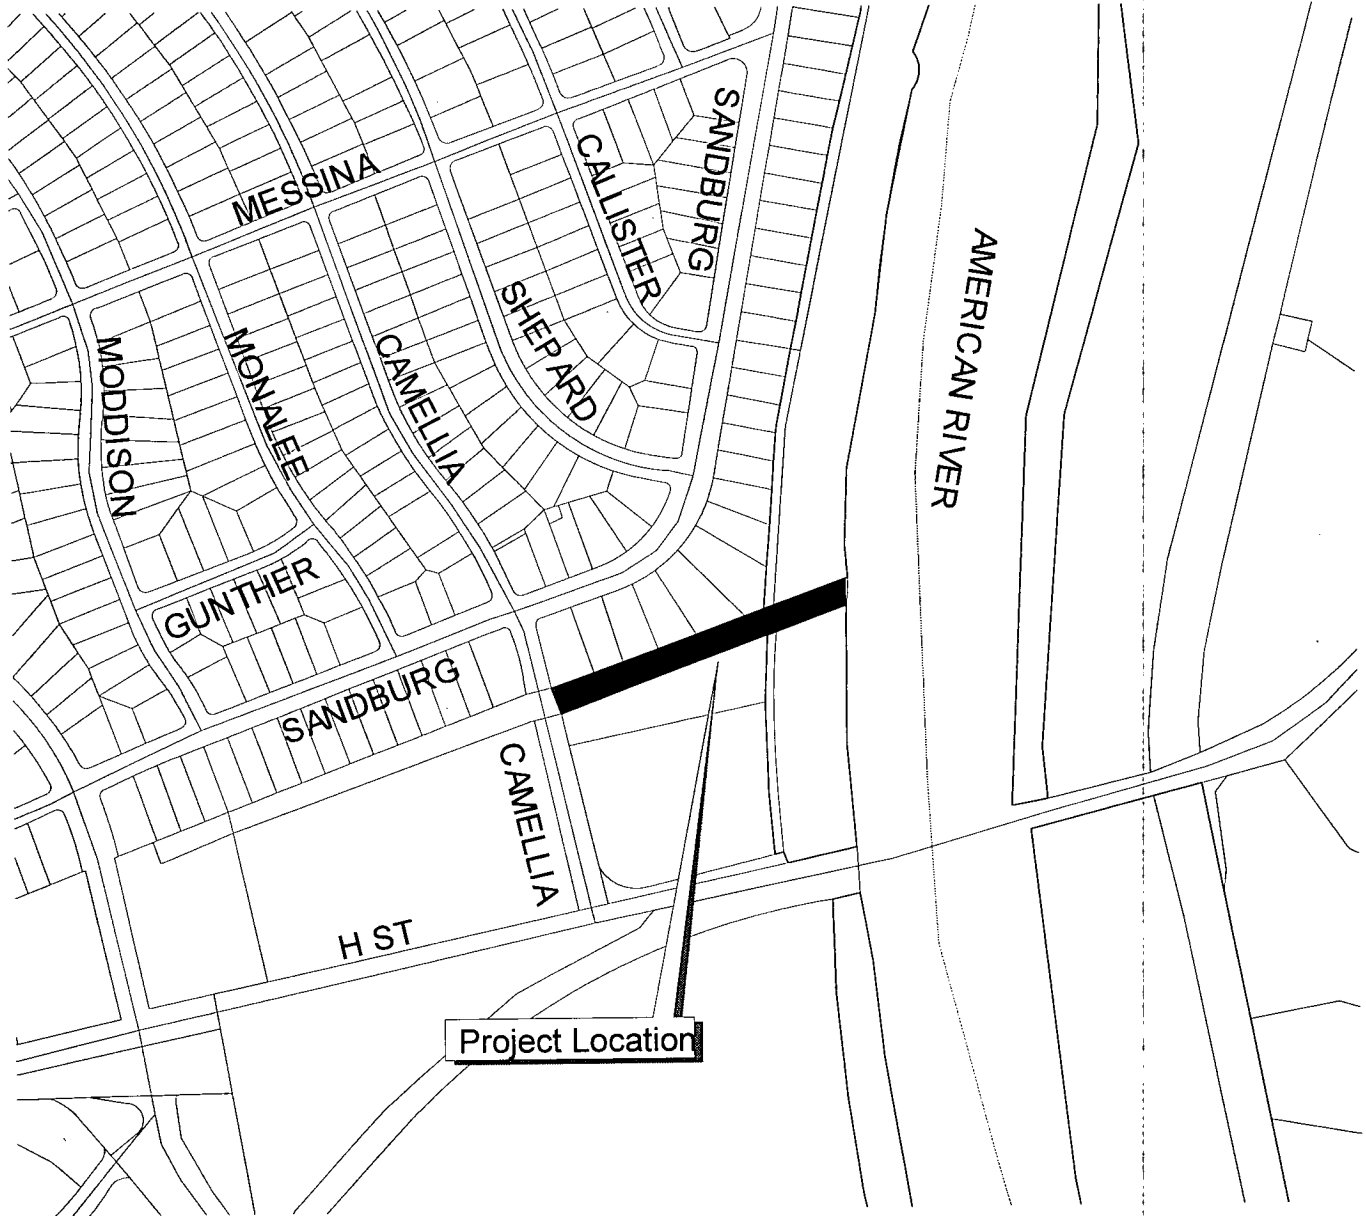 SANDBURG
CALLISTER
MESSINA
AMERICAN RIVER
SHEPARD
MONALEE
CAMELLIA
MODDISON
GUNTHER
SANDBURG
CAMELLIA
H ST
Project Location